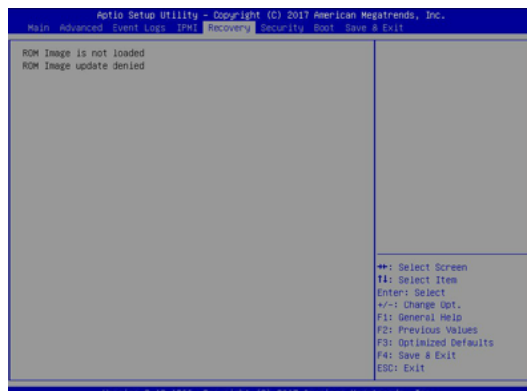 Aptio Setup Utility - Copyright (C) 2017 American Megatrends, Inc.
Main Advanced Event Logs IPMI Recovery Security Boot Save & Exit
ROM Image is not loaded
ROM Image update denied
→←: Select Screen
↑↓: Select Item
Enter: Select
+/-: Change Opt.
F1: General Help
F2: Previous Values
F3: Optimized Defaults
F4: Save & Exit
ESC: Exit